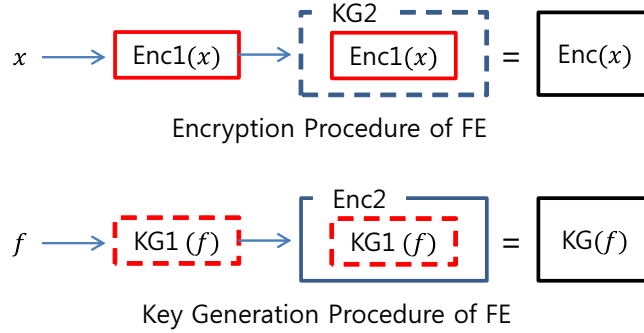 KG2
x Enc1(x) Enc1(x) = Enc(x)
Encryption Procedure of FE
Enc2
f KG1 (f) KG1 (f) = KG(f)
Key Generation Procedure of FE